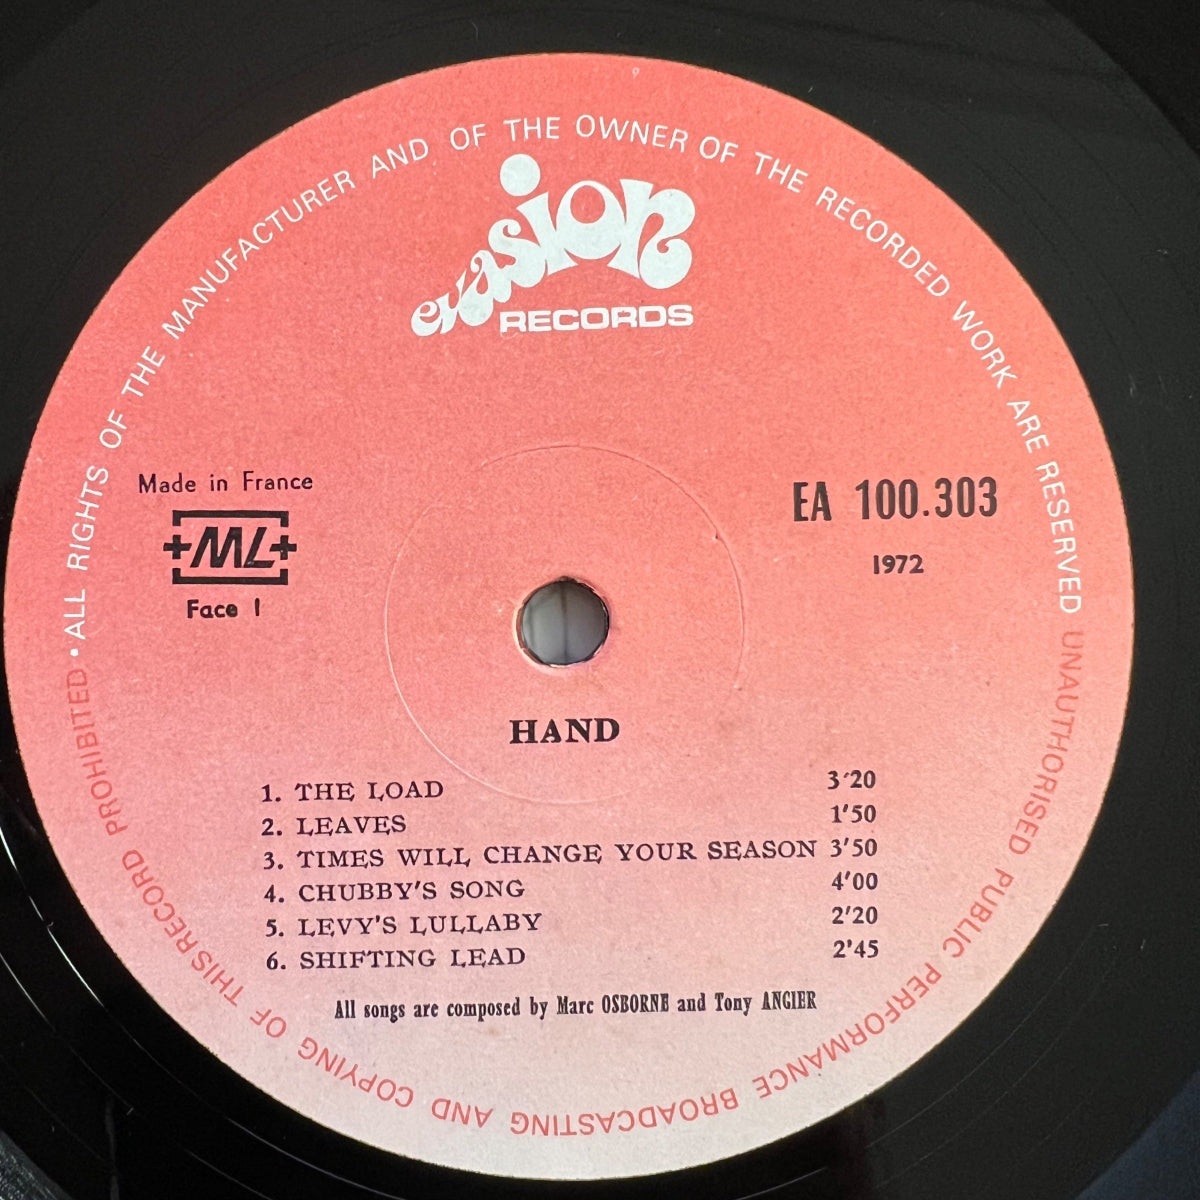 • ALL RIGHTS OF THE MANUFACTURER AND OF THE OWNER OF THE RECORDED WORK ARE RESERVED UNAUTHORISED PUBLIC PERFORMANCE BROADCASTING AND COPYING OF THIS RECORD PROHIBITED
evasion
RECORDS
Made in France
ML
Face 1
EA 100.303
1972
HAND
1. THE LOAD 3'20
2. LEAVES 1'50
3. TIMES WILL CHANGE YOUR SEASON 3'50
4. CHUBBY'S SONG 4'00
5. LEVY'S LULLABY 2'20
6. SHIFTING LEAD 2'45
All songs are composed by Marc OSBORNE and Tony ANGIER